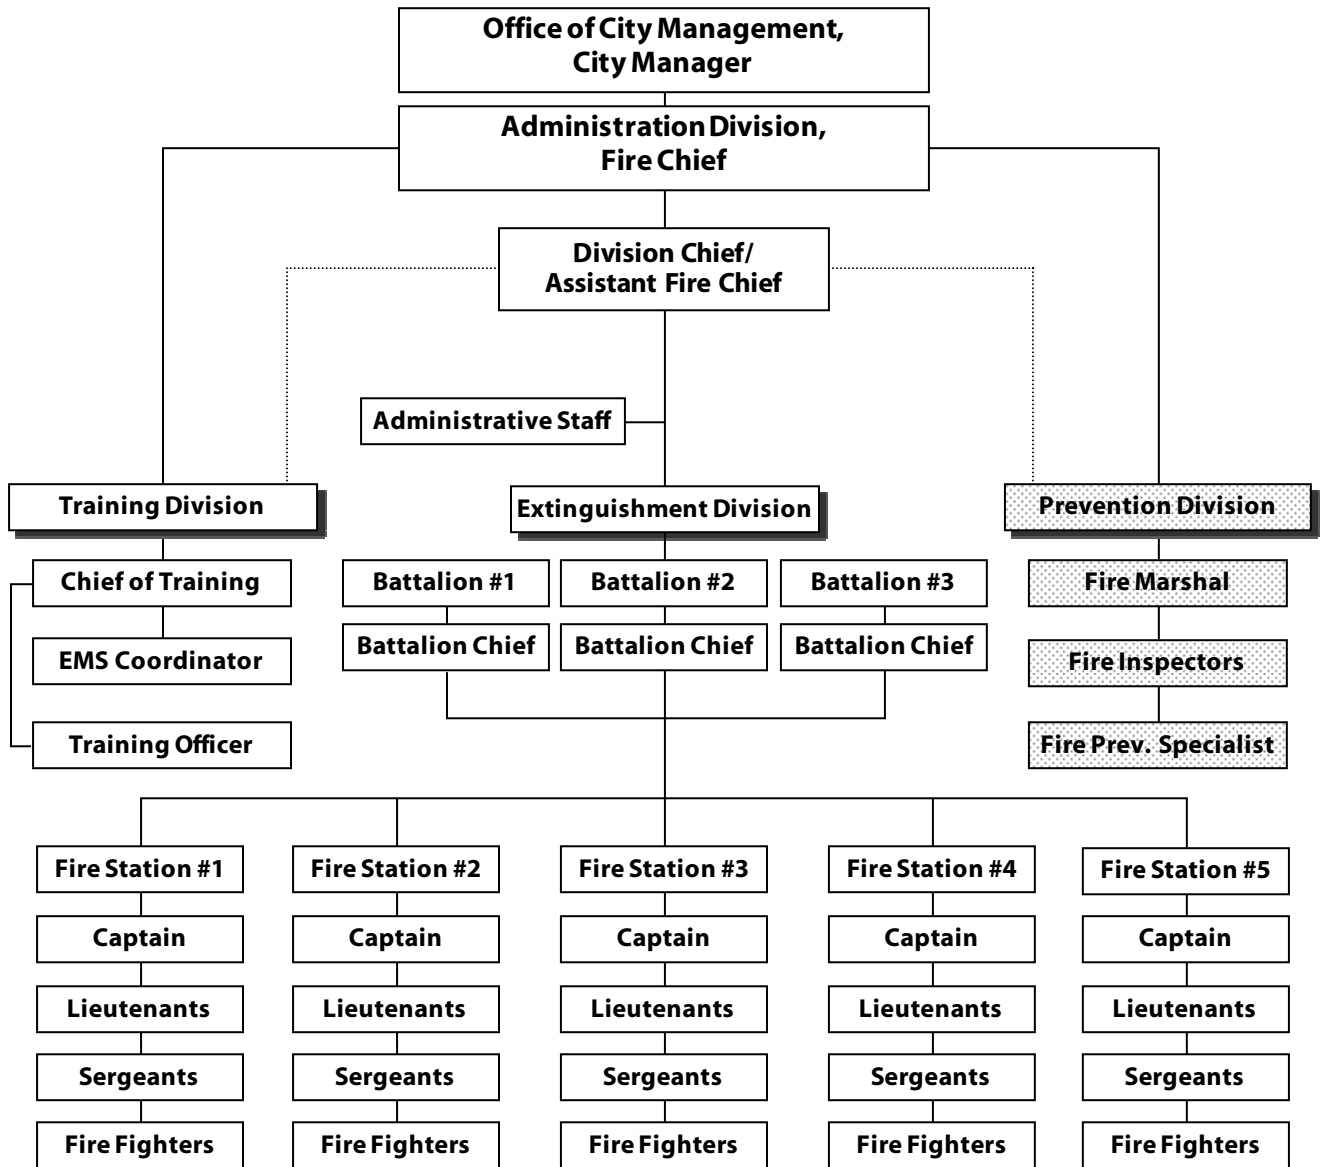 Office of City Management,
City Manager
Administration Division,
Fire Chief
Division Chief/
Assistant Fire Chief
Administrative Staff
Training Division
Extinguishment Division
Prevention Division
Chief of Training
Battalion #1
Battalion #2
Battalion #3
Fire Marshal
EMS Coordinator
Battalion Chief
Battalion Chief
Battalion Chief
Fire Inspectors
Training Officer
Fire Prev. Specialist
Fire Station #1
Fire Station #2
Fire Station #3
Fire Station #4
Fire Station #5
Captain
Captain
Captain
Captain
Captain
Lieutenants
Lieutenants
Lieutenants
Lieutenants
Lieutenants
Sergeants
Sergeants
Sergeants
Sergeants
Sergeants
Fire Fighters
Fire Fighters
Fire Fighters
Fire Fighters
Fire Fighters